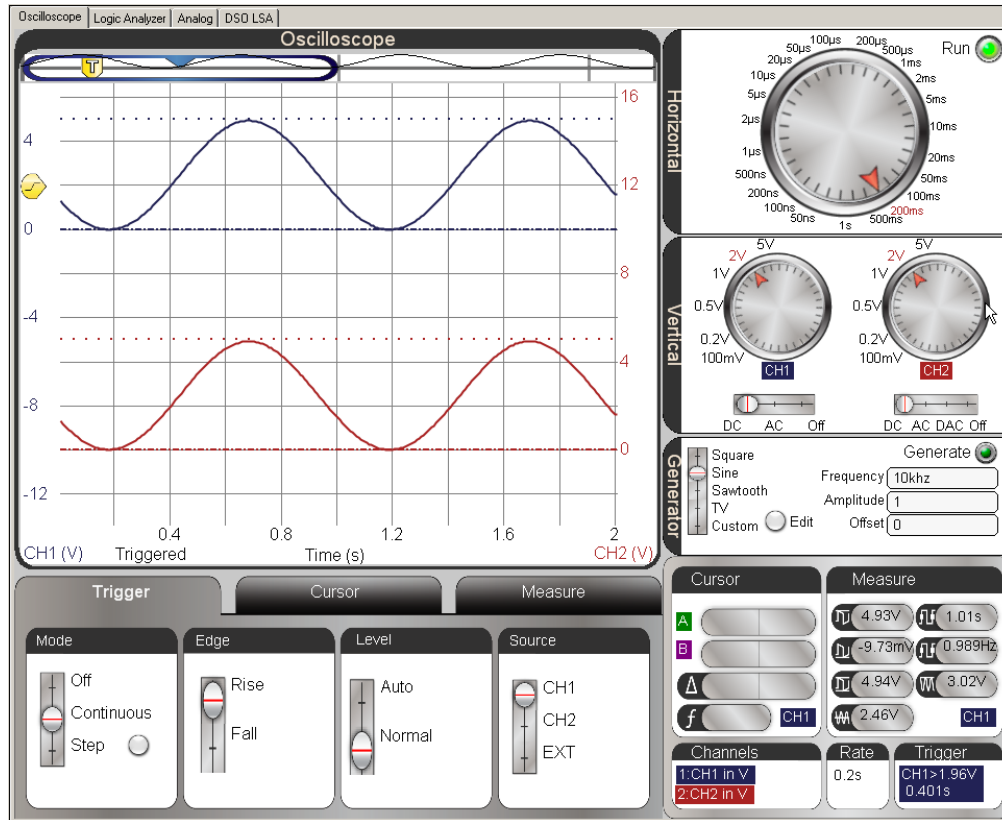 Oscilloscope Logic Analyzer Analog DSO LSA
Oscilloscope
T
16
4
12
0
8
-4
4
-8
0
-12
0.4 0.8 1.2 1.6 2
CH1 (V) Triggered Time (s) CH2 (V)
Horizontal
Run
50ns
100ns
200ns
500ns
1µs
2µs
5µs
10µs
20µs
50µs
100µs
200µs
500µs
1ms
2ms
5ms
10ms
20ms
50ms
100ms
200ms
500ms
1s
Vertical
5V 5V
2V 2V
1V 1V
0.5V 0.5V
0.2V 0.2V
100mV 100mV
CH1 CH2
DC AC Off DC AC DAC Off
Generator
Square
Sine
Sawtooth
TV
Custom
Edit
Generate
Frequency 10khz
Amplitude 1
Offset 0
Trigger Cursor Measure
Mode
Off
Continuous
Step
Edge
Rise
Fall
Level
Auto
Normal
Source
CH1
CH2
EXT
Cursor
A
B
Δ
f
CH1
Measure
4.93V 1.01s
-9.73mV 0.989Hz
4.94V 3.02V
2.46V CH1
Channels
1:CH1 in V
2:CH2 in V
Rate
0.2s
Trigger
CH1>1.96V
0.401s